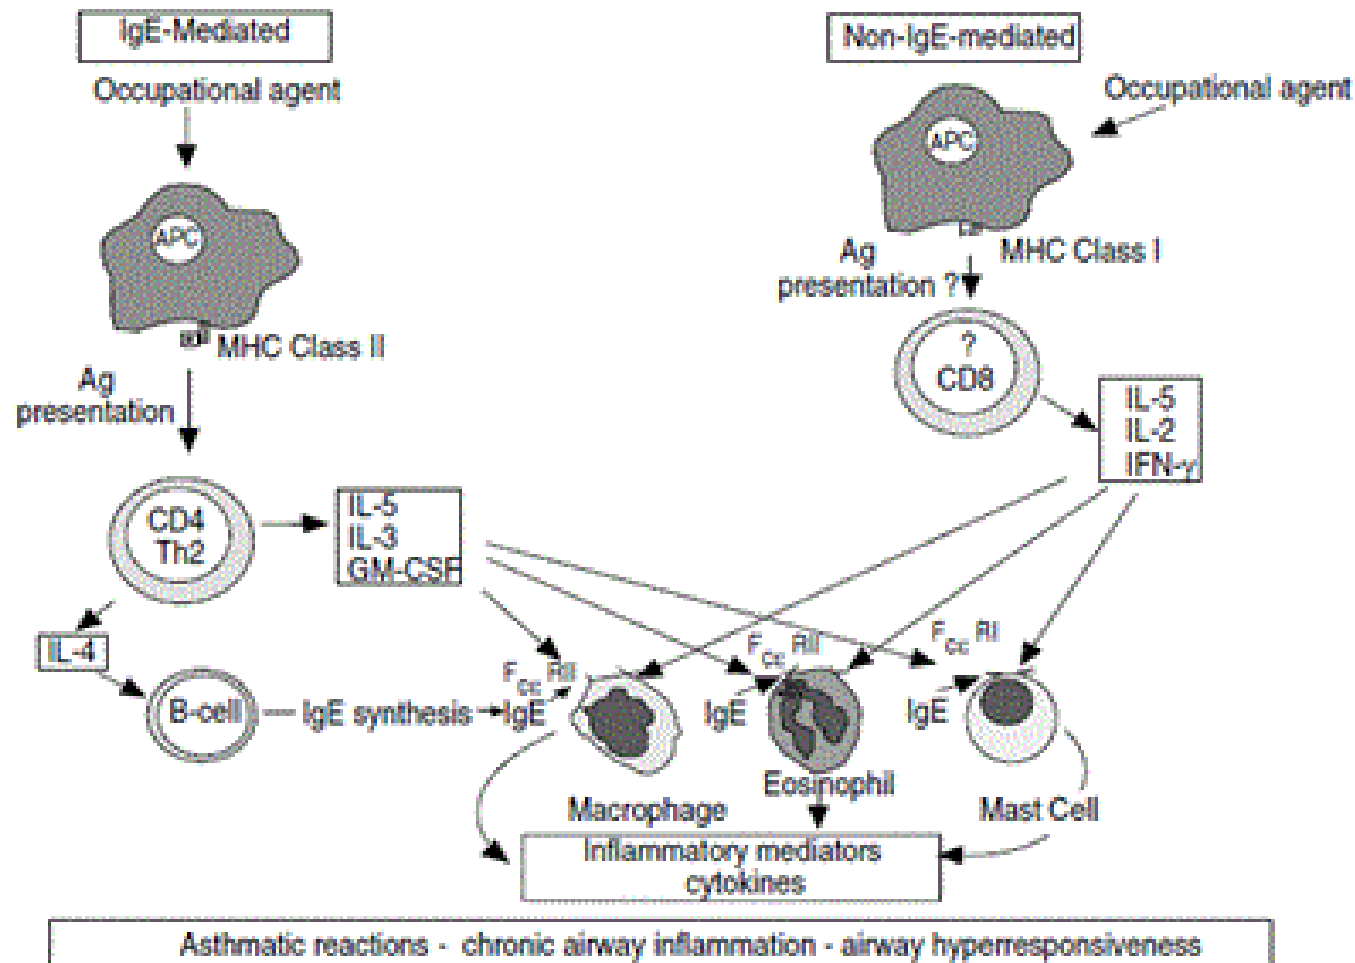 IgE-Mediated
Occupational agent
APC
MHC Class II
Ag
presentation
CD4
Th2
IL-5
IL-3
GM-CSF
IL-4
B-cell
IgE synthesis
Non-IgE-mediated
Occupational agent
APC
Ag
presentation ?
MHC Class I
?
CD8
IL-5
IL-2
IFN-γ
Fcε RII
IgE
Fcε RII
IgE
Fcε RI
IgE
Macrophage
Eosinophil
Mast Cell
Inflammatory mediators
cytokines
Asthmatic reactions - chronic airway inflammation - airway hyperresponsiveness